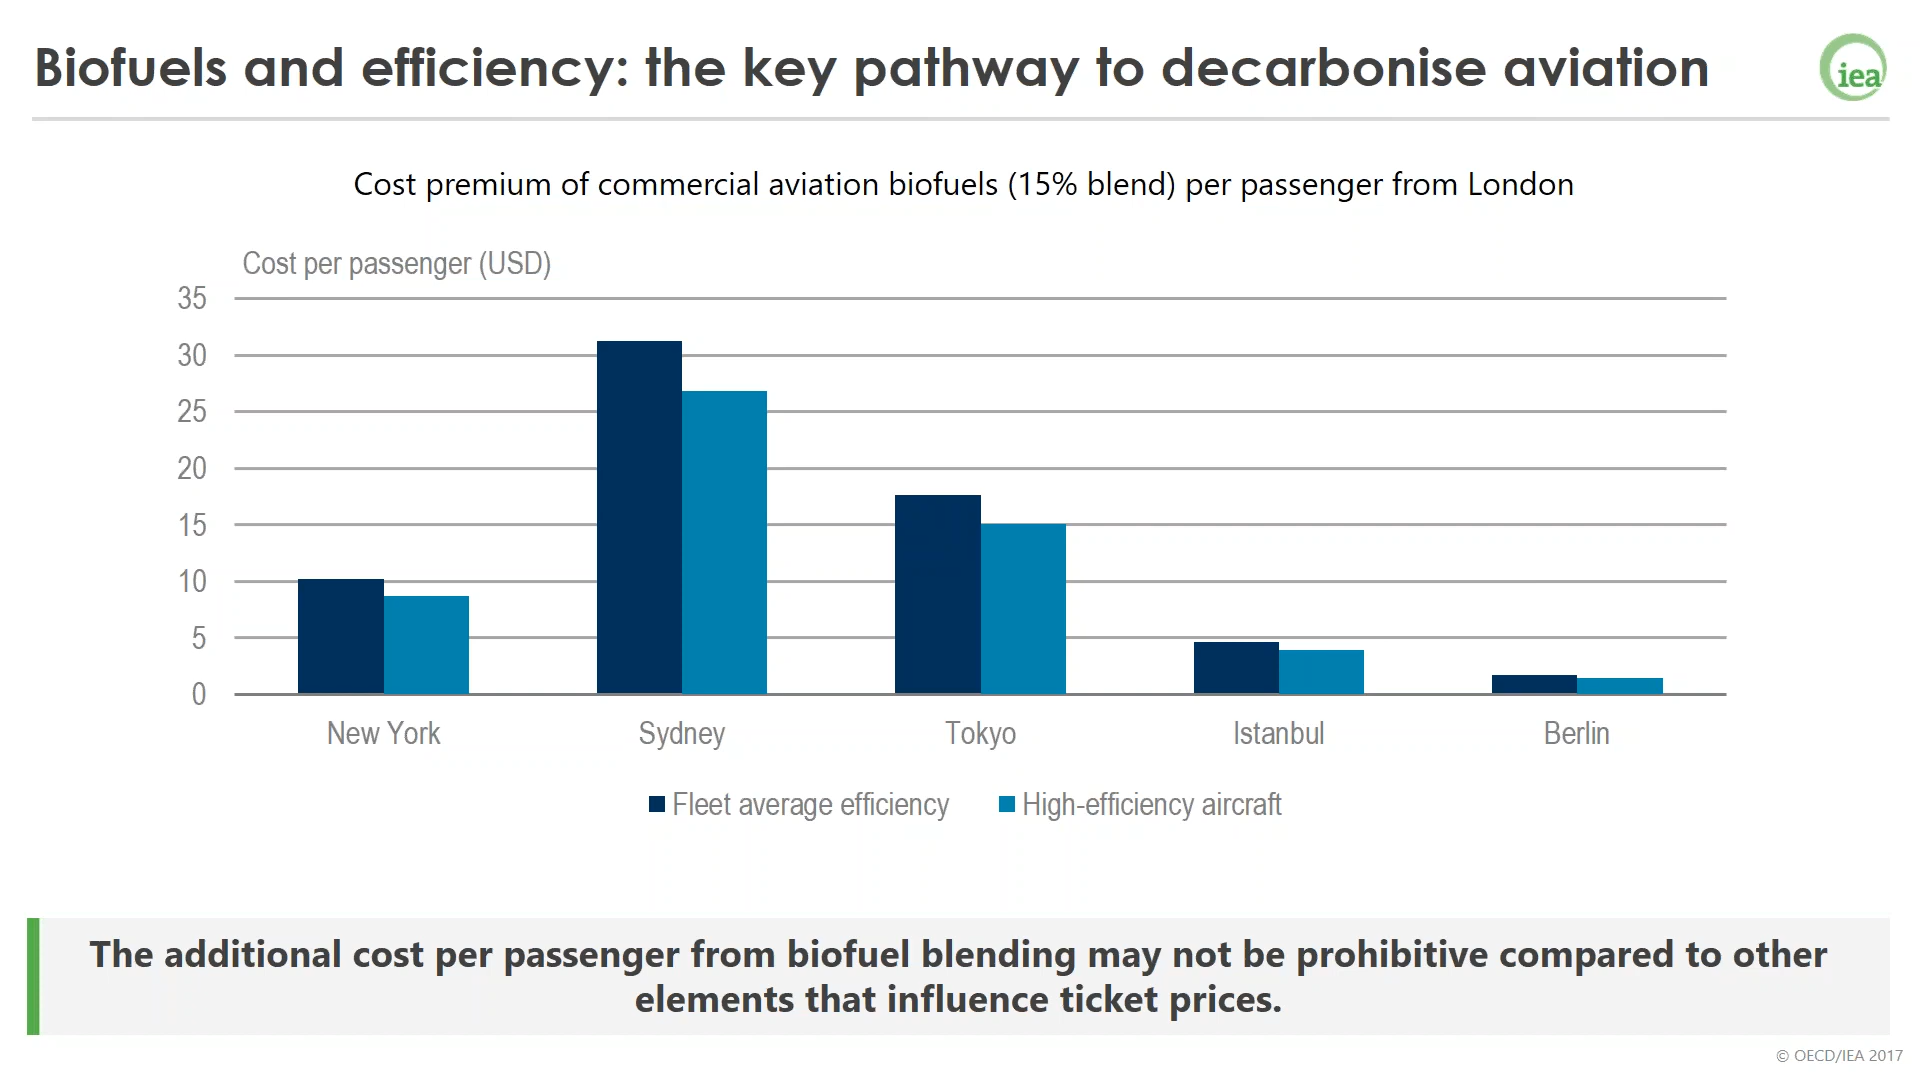 Biofuels and efficiency: the key pathway to decarbonise aviation
iea
Cost premium of commercial aviation biofuels (15% blend) per passenger from London
Cost per passenger (USD)
35
30
25
20
15
10
5
0
New York Sydney Tokyo Istanbul Berlin
Fleet average efficiency High-efficiency aircraft
The additional cost per passenger from biofuel blending may not be prohibitive compared to other
elements that influence ticket prices.
© OECD/IEA 2017